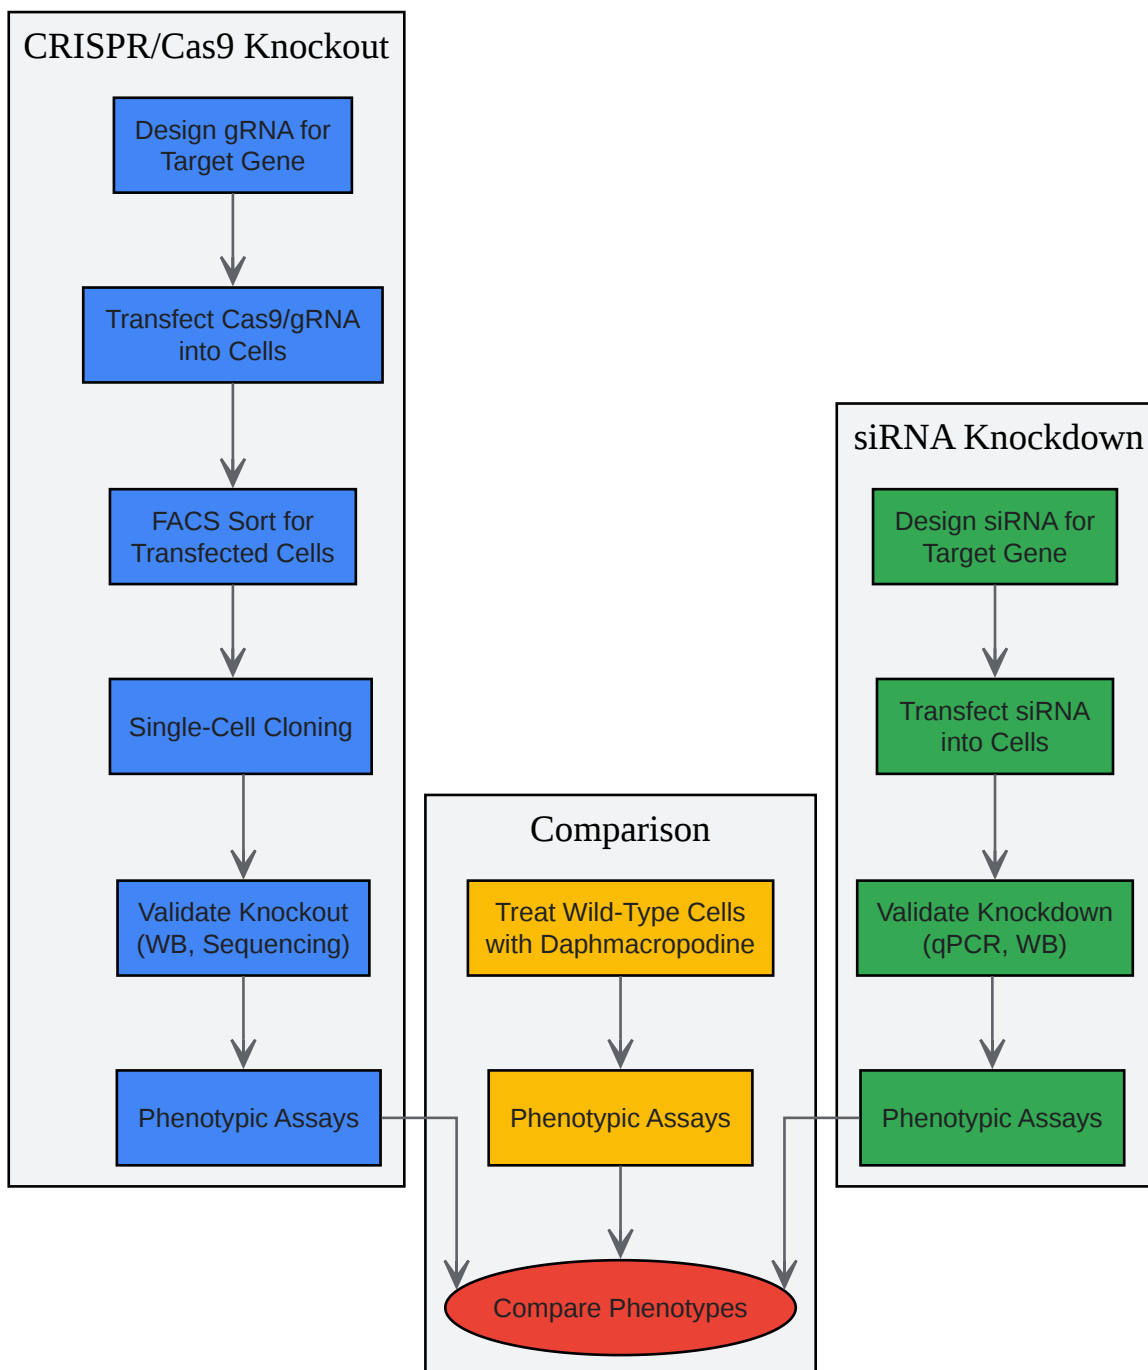 CRISPR/Cas9 Knockout
Design gRNA for
Target Gene
Transfect Cas9/gRNA
into Cells
FACS Sort for
Transfected Cells
Single-Cell Cloning
Validate Knockout
(WB, Sequencing)
Phenotypic Assays
Comparison
Treat Wild-Type Cells
with Daphmacropodine
Phenotypic Assays
Compare Phenotypes
siRNA Knockdown
Design siRNA for
Target Gene
Transfect siRNA
into Cells
Validate Knockdown
(qPCR, WB)
Phenotypic Assays